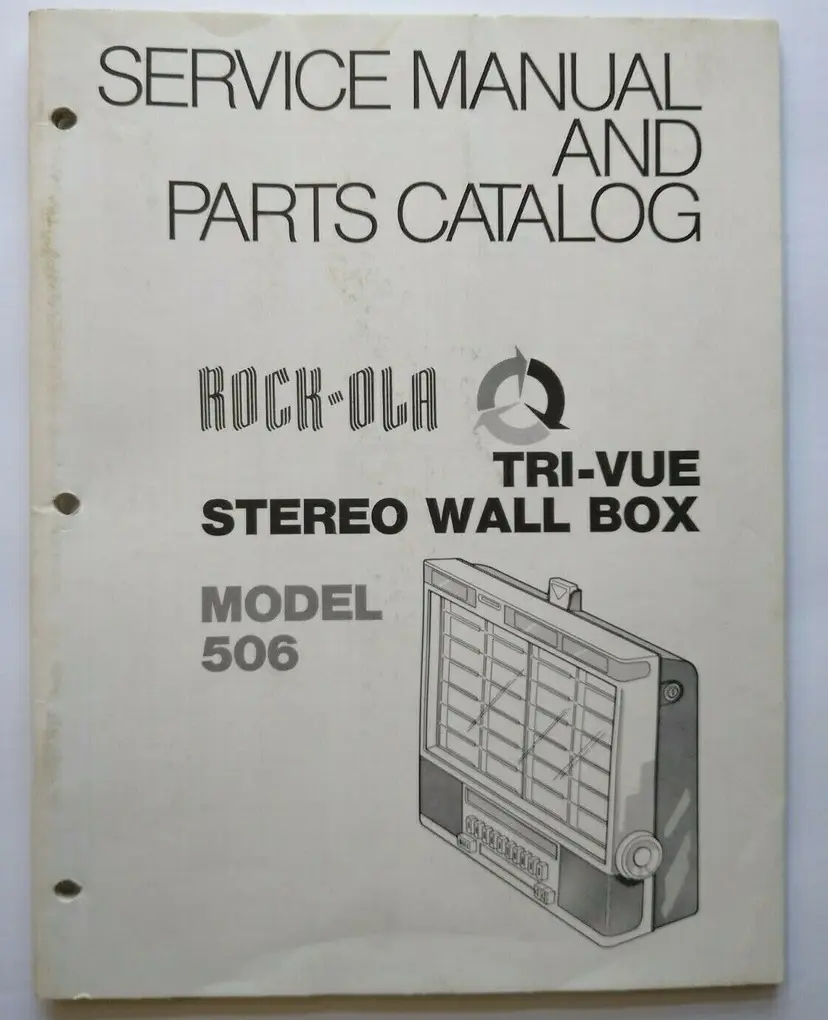 SERVICE MANUAL
AND
PARTS CATALOG
ROCK-OLA
TRI-VUE
STEREO WALL BOX
MODEL
506